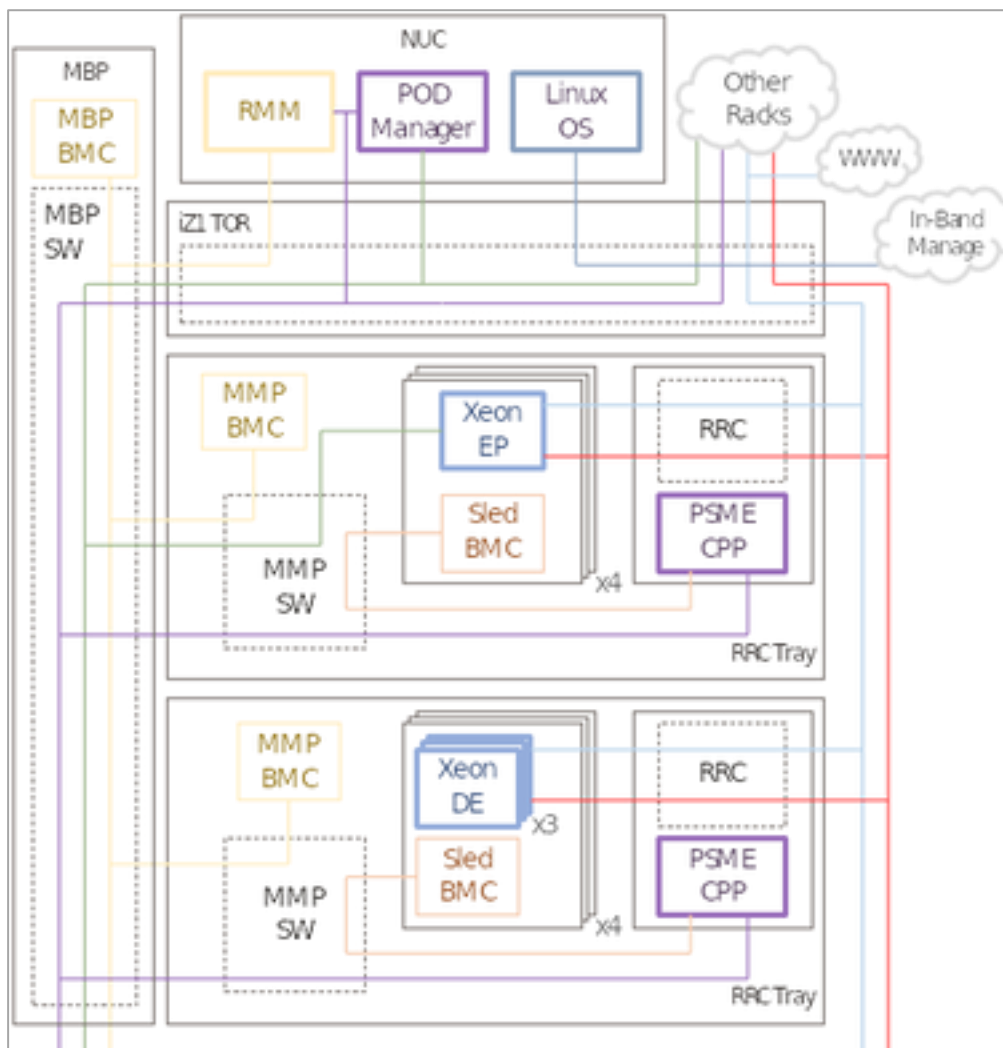 NUC
MBP
MBP
BMC
RMM
POD
Manager
Linux
OS
Other
Racks
WWW
MBP
SW
iZ1 TOR
In-Band
Manage
MMP
BMC
Xeon
EP
RRC
Sled
BMC
PSME
CPP
MMP
SW
x4
RRC Tray
MMP
BMC
Xeon
DE
RRC
x3
Sled
BMC
PSME
CPP
MMP
SW
x4
RRC Tray